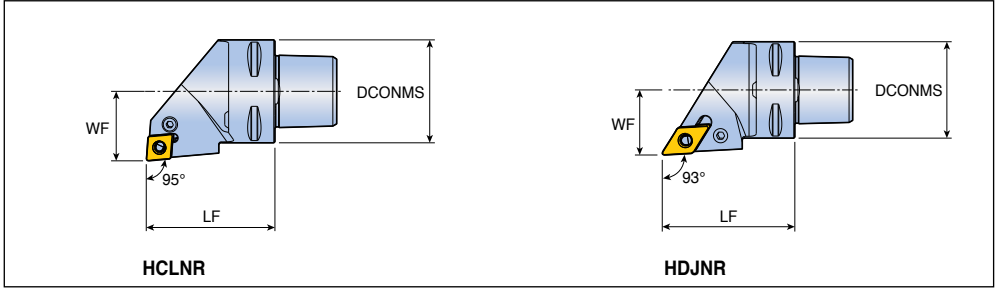 DCONMS
WF
95°
LF
HCLNR
DCONMS
WF
93°
LF
HDJNR